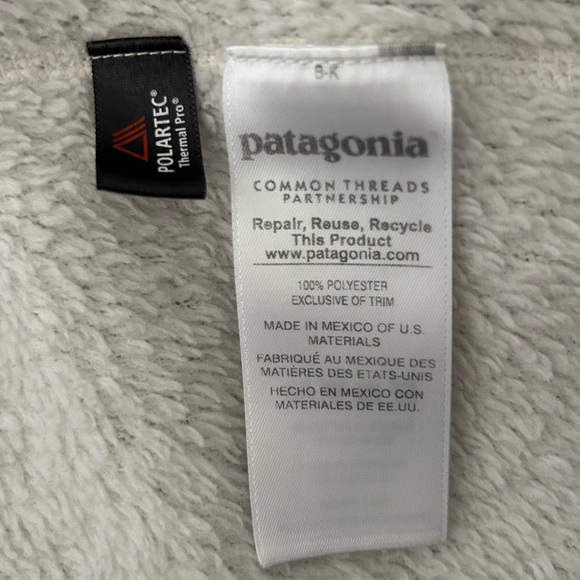 POLARTEC®
Thermal Pro®
8-K
patagonia
COMMON THREADS
PARTNERSHIP
Repair, Reuse, Recycle
This Product
www.patagonia.com
100% POLYESTER
EXCLUSIVE OF TRIM
MADE IN MEXICO OF U.S.
MATERIALS
FABRIQUÉ AU MEXIQUE DES
MATIÈRES DES ETATS-UNIS
HECHO EN MEXICO CON
MATERIALES DE EE.UU.